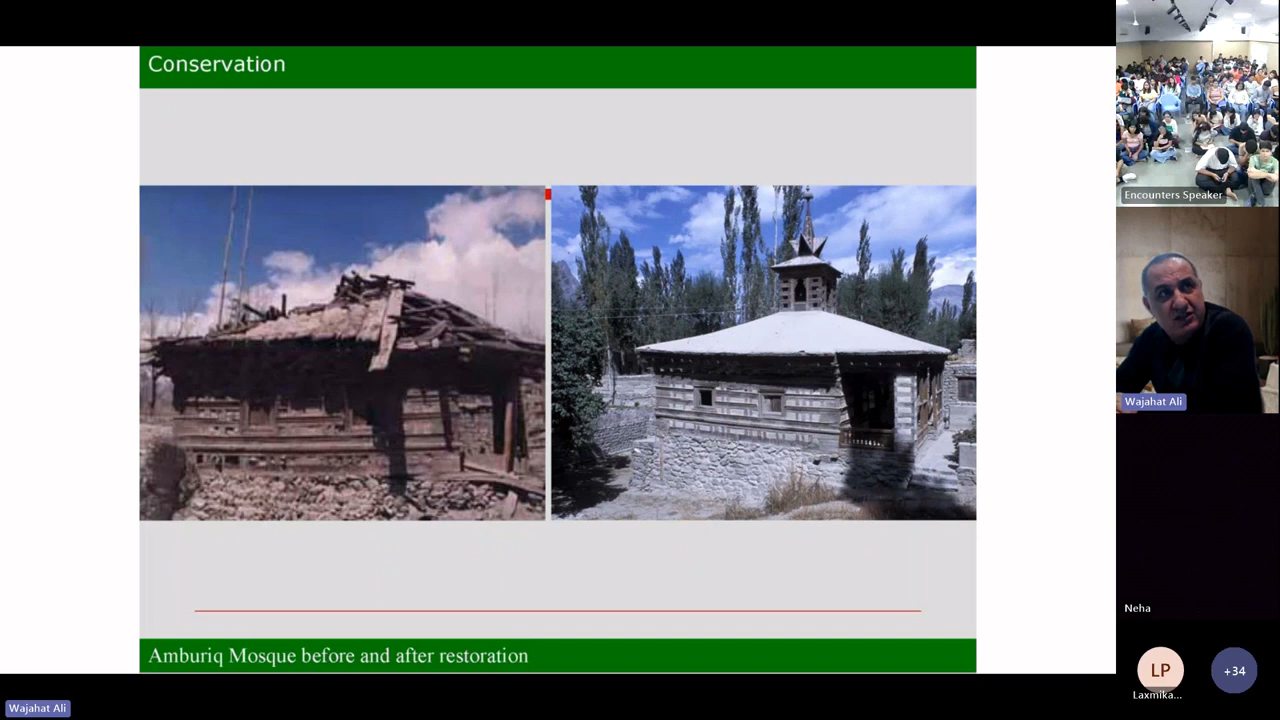 Conservation
Amburiq Mosque before and after restoration
Encounters Speaker
Wajahat Ali
Neha
LP
Laxmika...
+34
Wajahat Ali